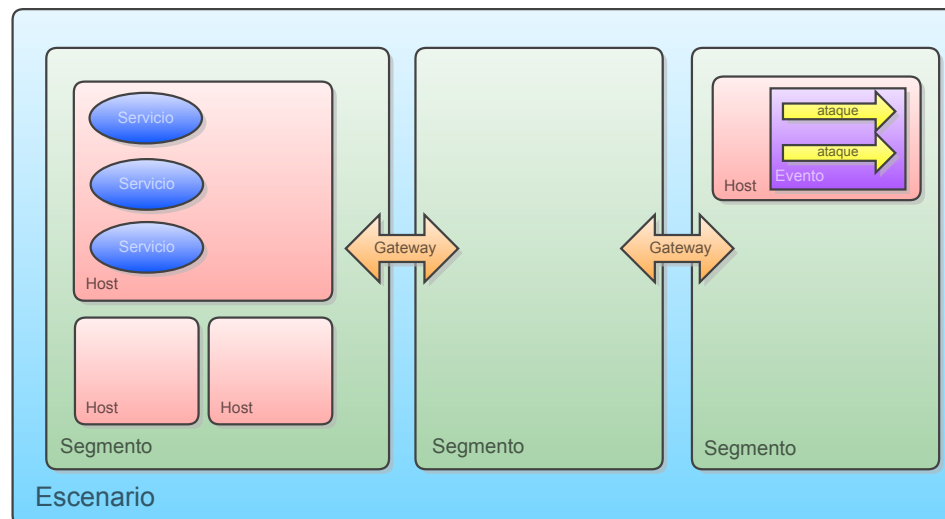 Servicio
Servicio
Servicio
Host
Host
Host
Segmento
Gateway
Segmento
Gateway
ataque
ataque
Evento
Host
Segmento
Escenario